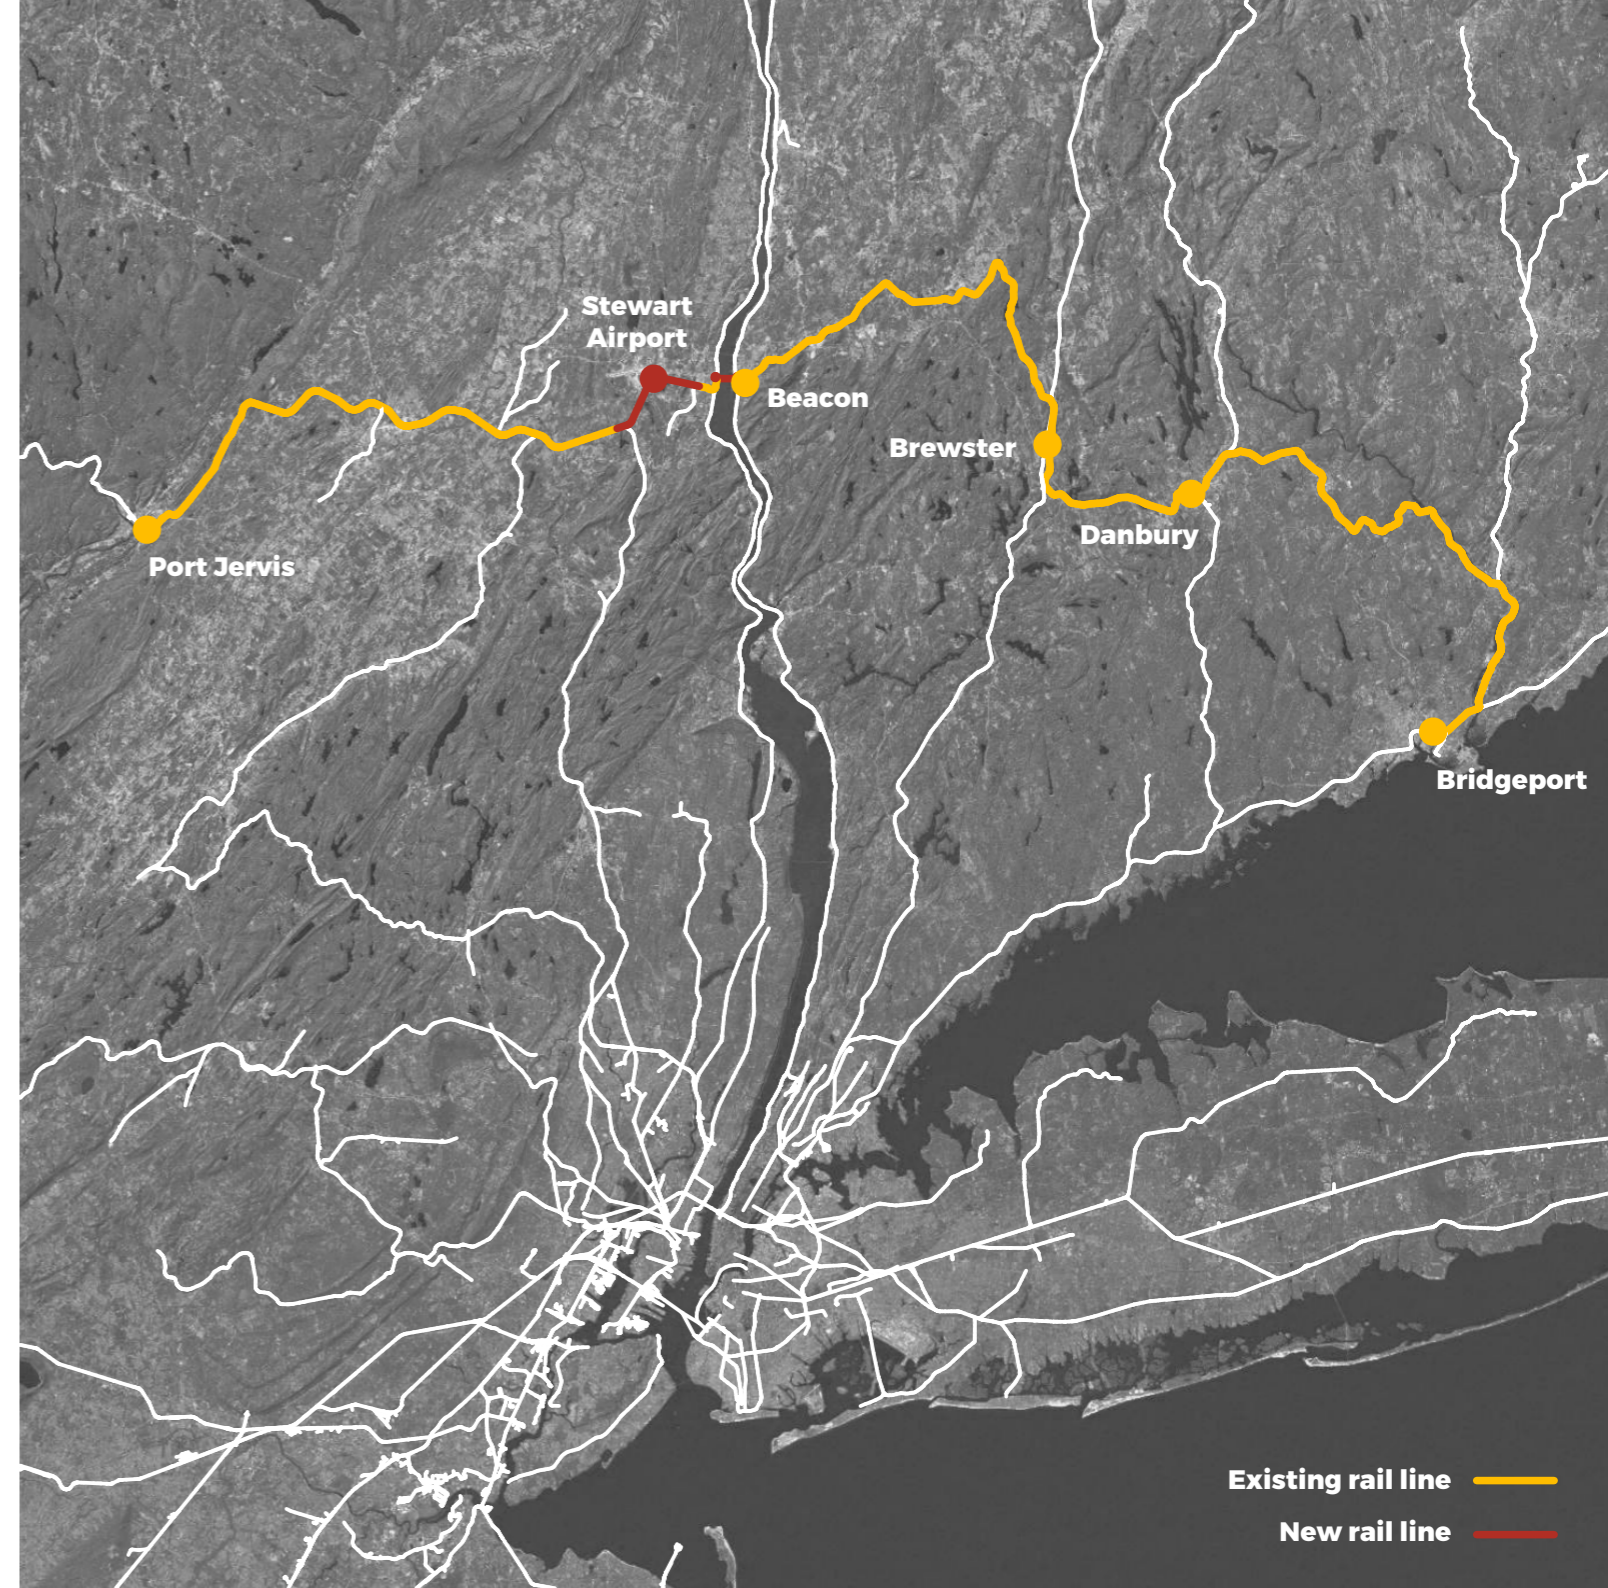 Stewart
Airport
Beacon
Brewster
Danbury
Port Jervis
Bridgeport
Existing rail line
New rail line